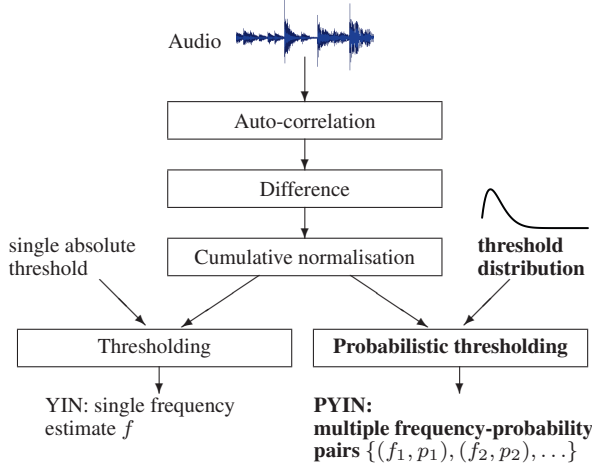 Audio
Auto-correlation
Difference
single absolute
threshold
Cumulative normalisation
threshold
distribution
Thresholding
Probabilistic thresholding
YIN: single frequency
estimate f
PYIN:
multiple frequency-probability
pairs {(f₁, p₁), (f₂, p₂), . . .}